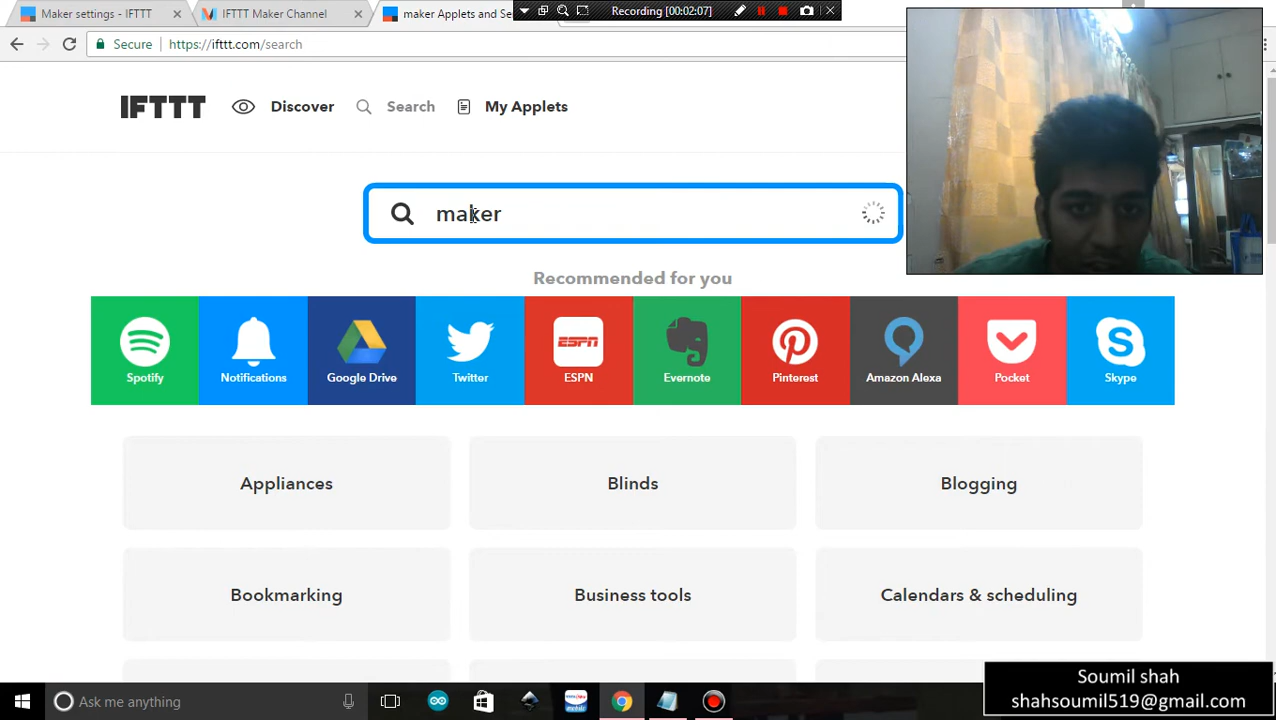 Maker settings - IFTTT
IFTTT Maker Channel
maker Applets and Se
Recording [00:02:07]
Secure
https://ifttt.com/search
IFTTT
Discover
Search
My Applets
maker
Recommended for you
Spotify
Notifications
Google Drive
Twitter
ESPN
ESPN
Evernote
Pinterest
Amazon Alexa
Pocket
Skype
Appliances
Blinds
Blogging
Bookmarking
Business tools
Calendars & scheduling
Ask me anything
Soumil shah
shahsoumil519@gmail.com